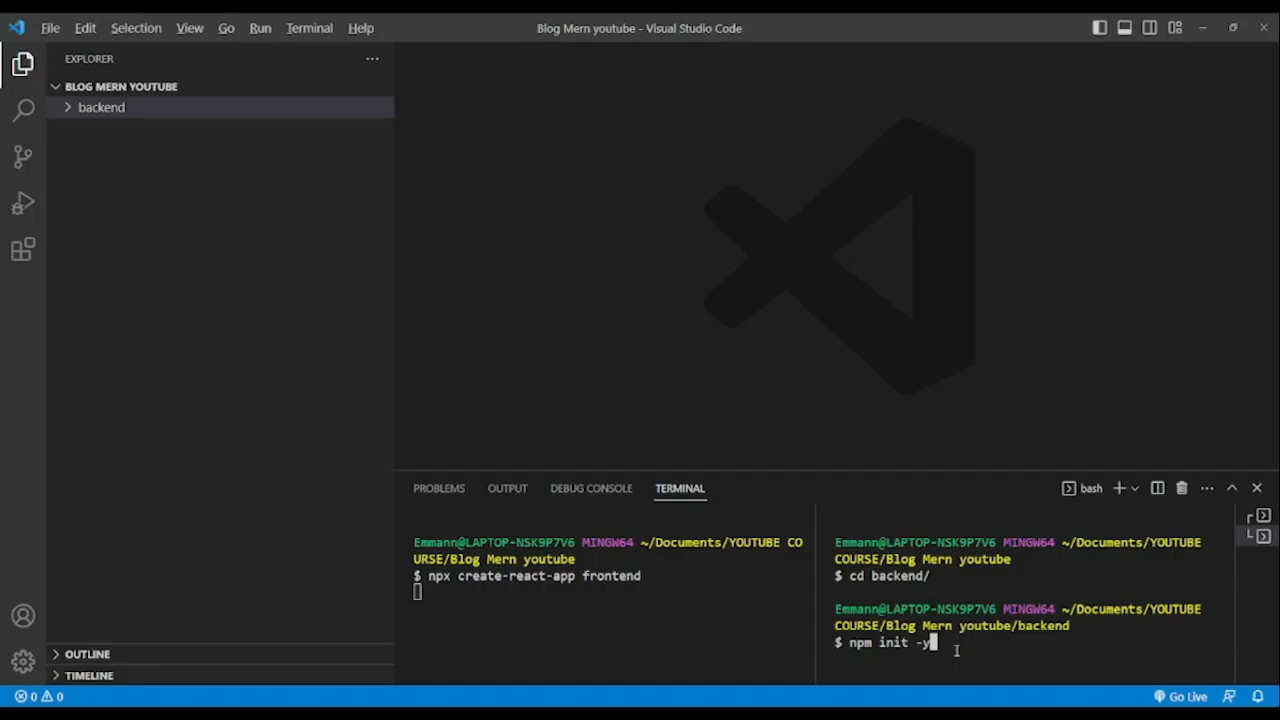 File Edit Selection View Go Run Terminal Help
Blog Mern youtube - Visual Studio Code
EXPLORER
BLOG MERN YOUTUBE
backend
OUTLINE
TIMELINE
PROBLEMS OUTPUT DEBUG CONSOLE TERMINAL
bash
Emmann@LAPTOP-NSK9P7V6 MINGW64 ~/Documents/YOUTUBE CO
URSE/Blog Mern youtube
$ npx create-react-app frontend
Emmann@LAPTOP-NSK9P7V6 MINGW64 ~/Documents/YOUTUBE
COURSE/Blog Mern youtube
$ cd backend/
Emmann@LAPTOP-NSK9P7V6 MINGW64 ~/Documents/YOUTUBE
COURSE/Blog Mern youtube/backend
$ npm init -y
0 0
Go Live